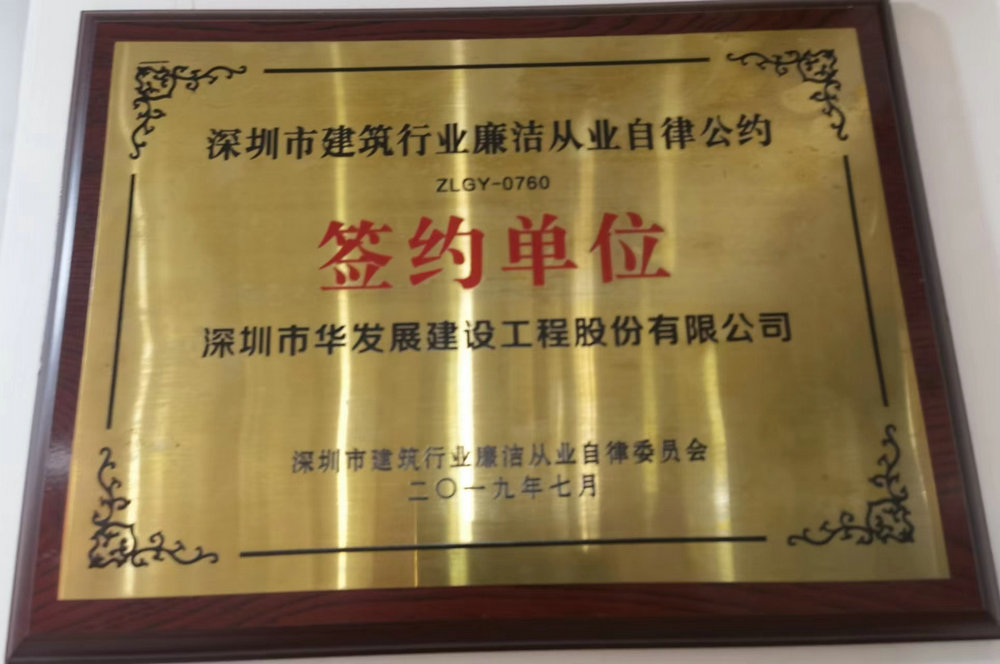 深圳市建筑行业廉洁从业自律公约
ZLGY-0760
签约单位
深圳市华发展建设工程股份有限公司
深圳市建筑行业廉洁从业自律委员会
二〇一九年七月